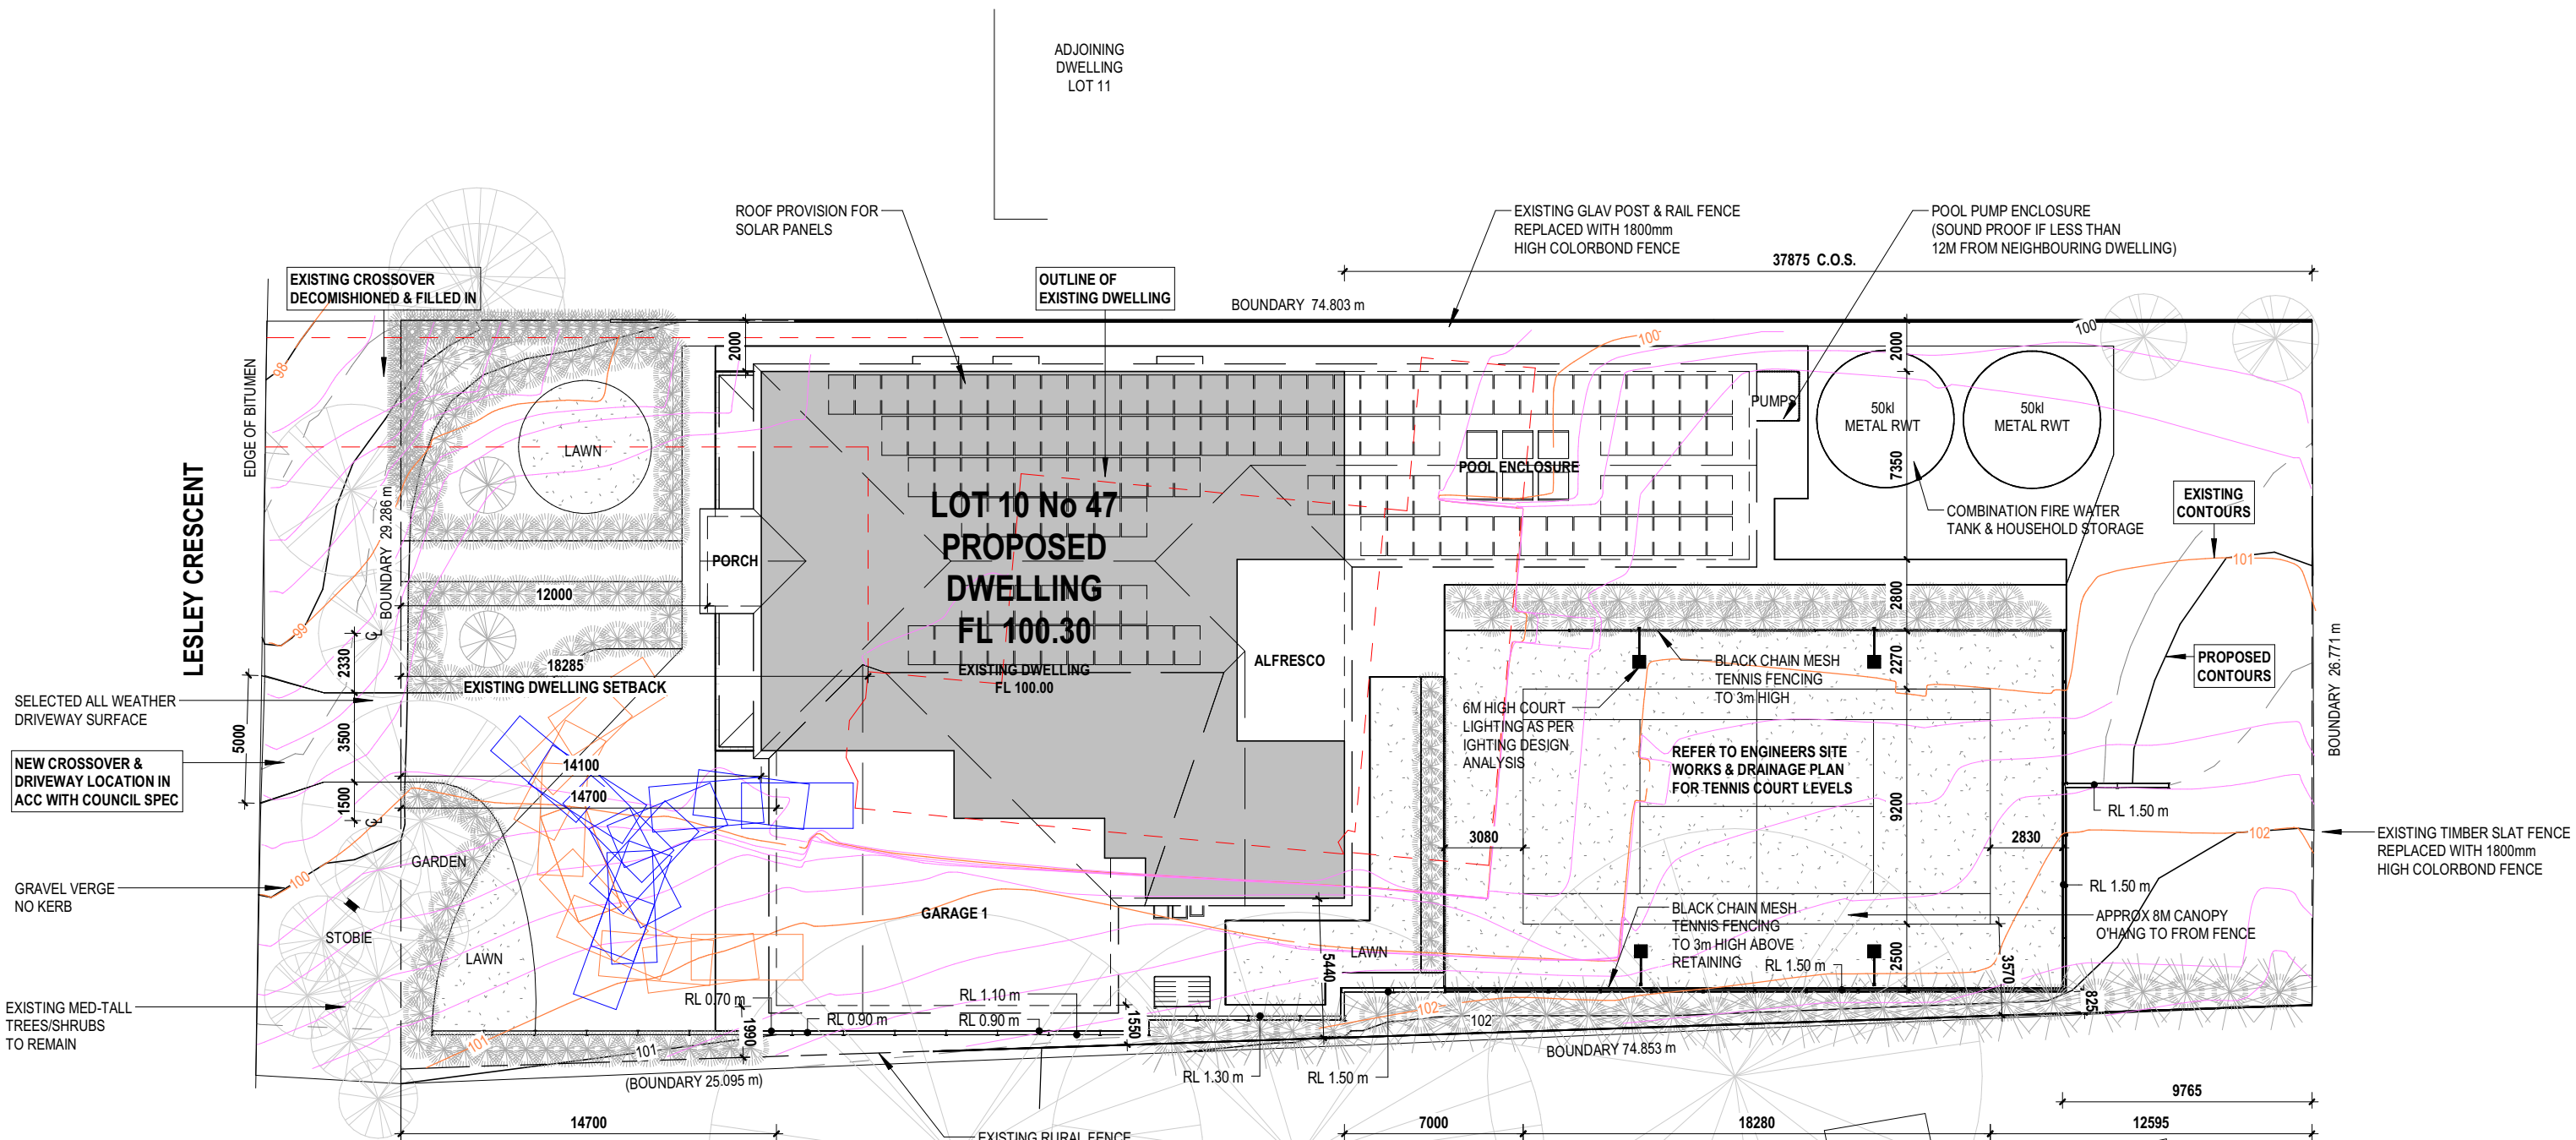 ADJOINING
DWELLING
LOT 11
ROOF PROVISION FOR
SOLAR PANELS
EXISTING GLAV POST & RAIL FENCE
REPLACED WITH 1800mm
HIGH COLORBOND FENCE
POOL PUMP ENCLOSURE
(SOUND PROOF IF LESS THAN
12M FROM NEIGHBOURING DWELLING)
37875 C.O.S.
EXISTING CROSSOVER
DECOMISHIONED & FILLED IN
OUTLINE OF
EXISTING DWELLING
BOUNDARY 74.803 m
EDGE OF BITUMEN
LESLEY CRESCENT
98
99
100
BOUNDARY 29.286 m
LAWN
2000
100
100
2000
PUMPS
50kl
METAL RWT
50kl
METAL RWT
POOL ENCLOSURE
7350
COMBINATION FIRE WATER
TANK & HOUSEHOLD STORAGE
EXISTING
CONTOURS
101
LOT 10 No 47
PROPOSED
DWELLING
FL 100.30
EXISTING DWELLING
FL 100.00
PORCH
12000
2330
18285
EXISTING DWELLING SETBACK
ALFRESCO
2800
2270
BLACK CHAIN MESH
TENNIS FENCING
TO 3m HIGH
6M HIGH COURT
LIGHTING AS PER
IGHTING DESIGN
ANALYSIS
PROPOSED
CONTOURS
BOUNDARY 26.771 m
SELECTED ALL WEATHER
DRIVEWAY SURFACE
5000
3500
NEW CROSSOVER &
DRIVEWAY LOCATION IN
ACC WITH COUNCIL SPEC
14100
14700
1500
REFER TO ENGINEERS SITE
WORKS & DRAINAGE PLAN
FOR TENNIS COURT LEVELS
9200
3080
2830
RL 1.50 m
102
EXISTING TIMBER SLAT FENCE
REPLACED WITH 1800mm
HIGH COLORBOND FENCE
GARDEN
GRAVEL VERGE
NO KERB
STOBIE
LAWN
GARAGE 1
RL 1.50 m
BLACK CHAIN MESH
TENNIS FENCING
TO 3m HIGH ABOVE
RETAINING
APPROX 8M CANOPY
O'HANG TO FROM FENCE
LAWN
5440
2500
3570
RL 1.50 m
EXISTING MED-TALL
TREES/SHRUBS
TO REMAIN
RL 0.70 m
RL 0.90 m
RL 1.10 m
RL 0.90 m
1990
1550
102
102
825
101
101
(BOUNDARY 25.095 m)
RL 1.30 m
RL 1.50 m
BOUNDARY 74.853 m
9765
14700
EXISTING RURAL FENCE
7000
18280
12595